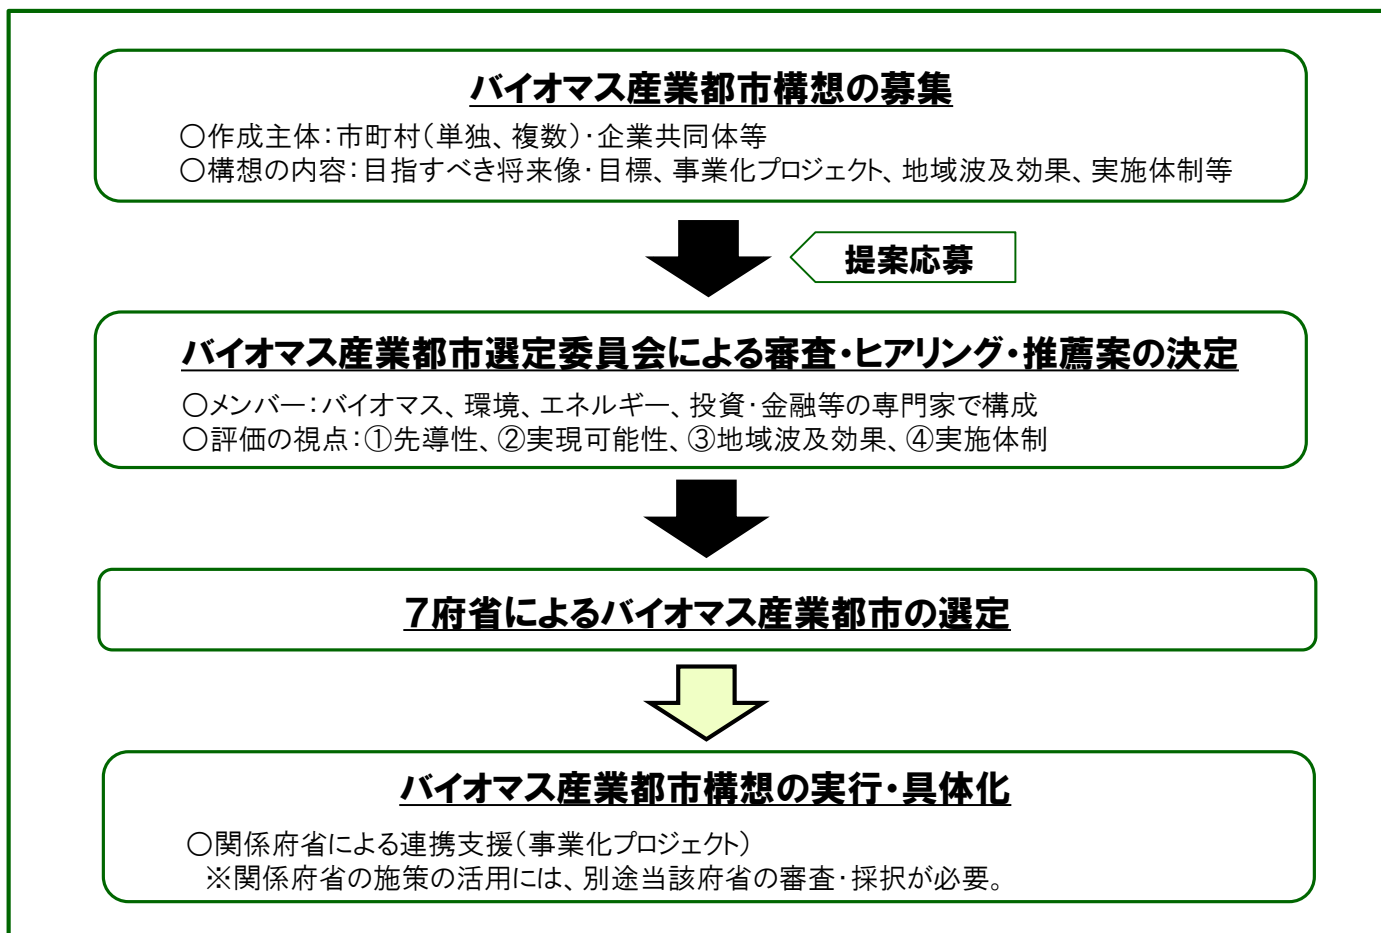 バイオマス産業都市構想の募集
○作成主体：市町村（単独、複数）・企業共同体等
○構想の内容：目指すべき将来像・目標、事業化プロジェクト、地域波及効果、実施体制等
提案応募
バイオマス産業都市選定委員会による審査・ヒアリング・推薦案の決定
○メンバー：バイオマス、環境、エネルギー、投資・金融等の専門家で構成
○評価の視点：①先導性、②実現可能性、③地域波及効果、④実施体制
７府省によるバイオマス産業都市の選定
バイオマス産業都市構想の実行・具体化
○関係府省による連携支援（事業化プロジェクト）
※関係府省の施策の活用には、別途当該府省の審査・採択が必要。